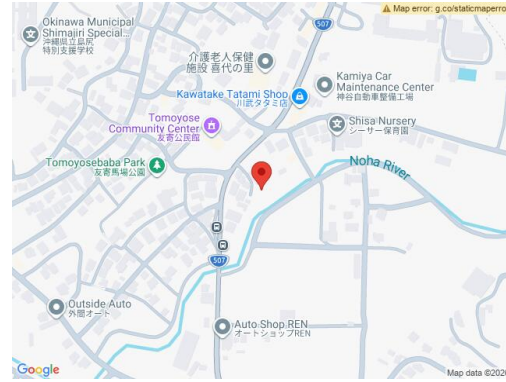 Map error: g.co/staticmaperro
Okinawa Municipal
Shimajiri Special...
沖縄県立島尻
特別支援学校
507
介護老人保健
施設 喜代の里
Kamiya Car
Maintenance Center
神谷自動車整備工場
Kawatake Tatami Shop
川武タタミ店
Tomoyose
Community Center
友寄公民館
Shisa Nursery
シーサー保育園
Tomoyosebaba Park
友寄馬場公園
Noha River
507
Outside Auto
外間オート
Auto Shop REN
オートショップREN
Google
Map data ©2026